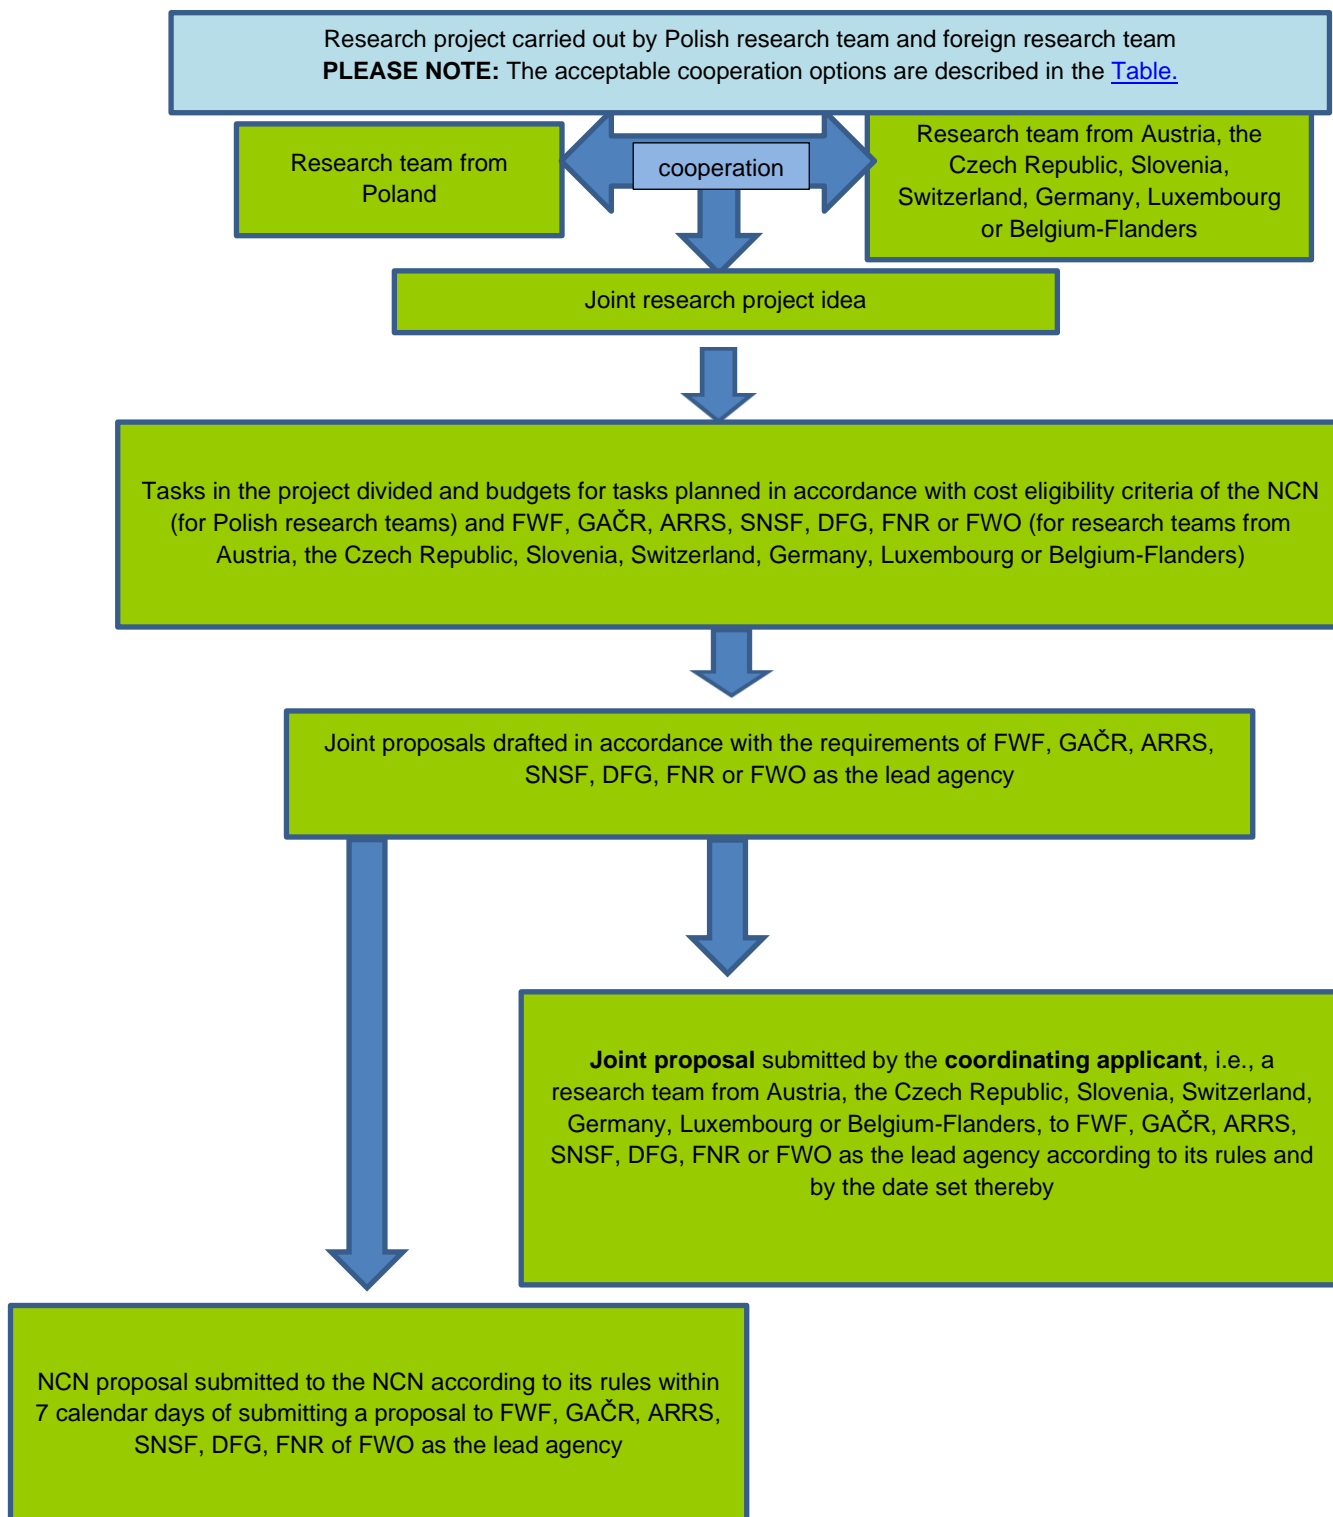 Research project carried out by Polish research team and foreign research team
PLEASE NOTE: The acceptable cooperation options are described in the Table.
Research team from
Poland
cooperation
Research team from Austria, the
Czech Republic, Slovenia,
Switzerland, Germany, Luxembourg
or Belgium-Flanders
Joint research project idea
Tasks in the project divided and budgets for tasks planned in accordance with cost eligibility criteria of the NCN
(for Polish research teams) and FWF, GAČR, ARRS, SNSF, DFG, FNR or FWO (for research teams from
Austria, the Czech Republic, Slovenia, Switzerland, Germany, Luxembourg or Belgium-Flanders)
Joint proposals drafted in accordance with the requirements of FWF, GAČR, ARRS,
SNSF, DFG, FNR or FWO as the lead agency
Joint proposal submitted by the coordinating applicant, i.e., a
research team from Austria, the Czech Republic, Slovenia, Switzerland,
Germany, Luxembourg or Belgium-Flanders, to FWF, GAČR, ARRS,
SNSF, DFG, FNR or FWO as the lead agency according to its rules and
by the date set thereby
NCN proposal submitted to the NCN according to its rules within
7 calendar days of submitting a proposal to FWF, GAČR, ARRS,
SNSF, DFG, FNR of FWO as the lead agency